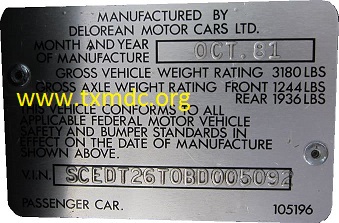 MANUFACTURED BY
DELOREAN MOTOR CARS LTD.
MONTH AND YEAR
OF MANUFACTURE OCT.81
GROSS VEHICLE WEIGHT RATING 3180 LBS
GROSS AXLE WEIGHT RATING FRONT 1244 LBS
REAR 1936 LBS
www.txmdc.org
THIS VEHICLE CONFORMS TO ALL
APPLICABLE FEDERAL MOTOR VEHICLE
SAFETY AND BUMPER STANDARDS IN
EFFECT ON THE DATE OF MANUFACTURE
SHOWN ABOVE.
V.I.N. SCEDT26T0BD005092
PASSENGER CAR. 105196